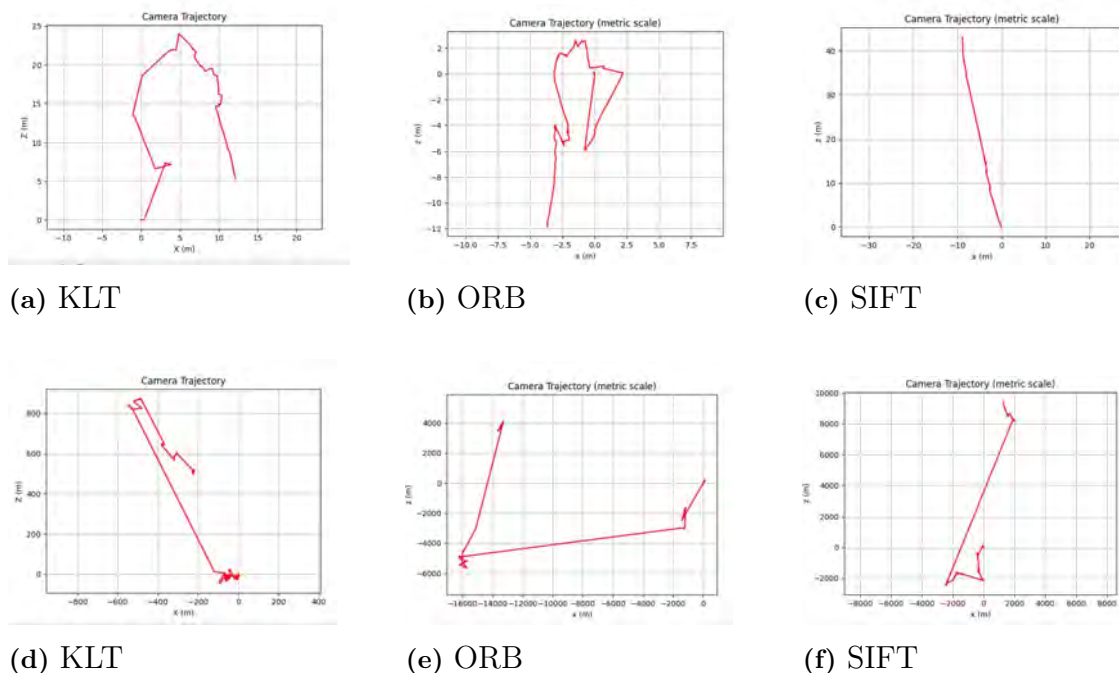 Camera Trajectory
Z (m)
25
20
15
10
5
0
−10 −5 0 5 10 15 20
X (m)
(a) KLT
Camera Trajectory (metric scale)
z (m)
2
0
−2
−4
−6
−8
−10
−12
−10.0 −7.5 −5.0 −2.5 0.0 2.5 5.0 7.5
x (m)
(b) ORB
Camera Trajectory (metric scale)
z (m)
40
30
20
10
0
−30 −20 −10 0 10 20
x (m)
(c) SIFT
Camera Trajectory
Z (m)
800
600
400
200
0
−800 −600 −400 −200 0 200 400
X (m)
(d) KLT
Camera Trajectory (metric scale)
z (m)
4000
2000
0
−2000
−4000
−6000
−16000 −14000 −12000 −10000 −8000 −6000 −4000 −2000 0
x (m)
(e) ORB
Camera Trajectory (metric scale)
z (m)
10000
8000
6000
4000
2000
0
−2000
−8000 −6000 −4000 −2000 0 2000 4000 6000 8000
x (m)
(f) SIFT